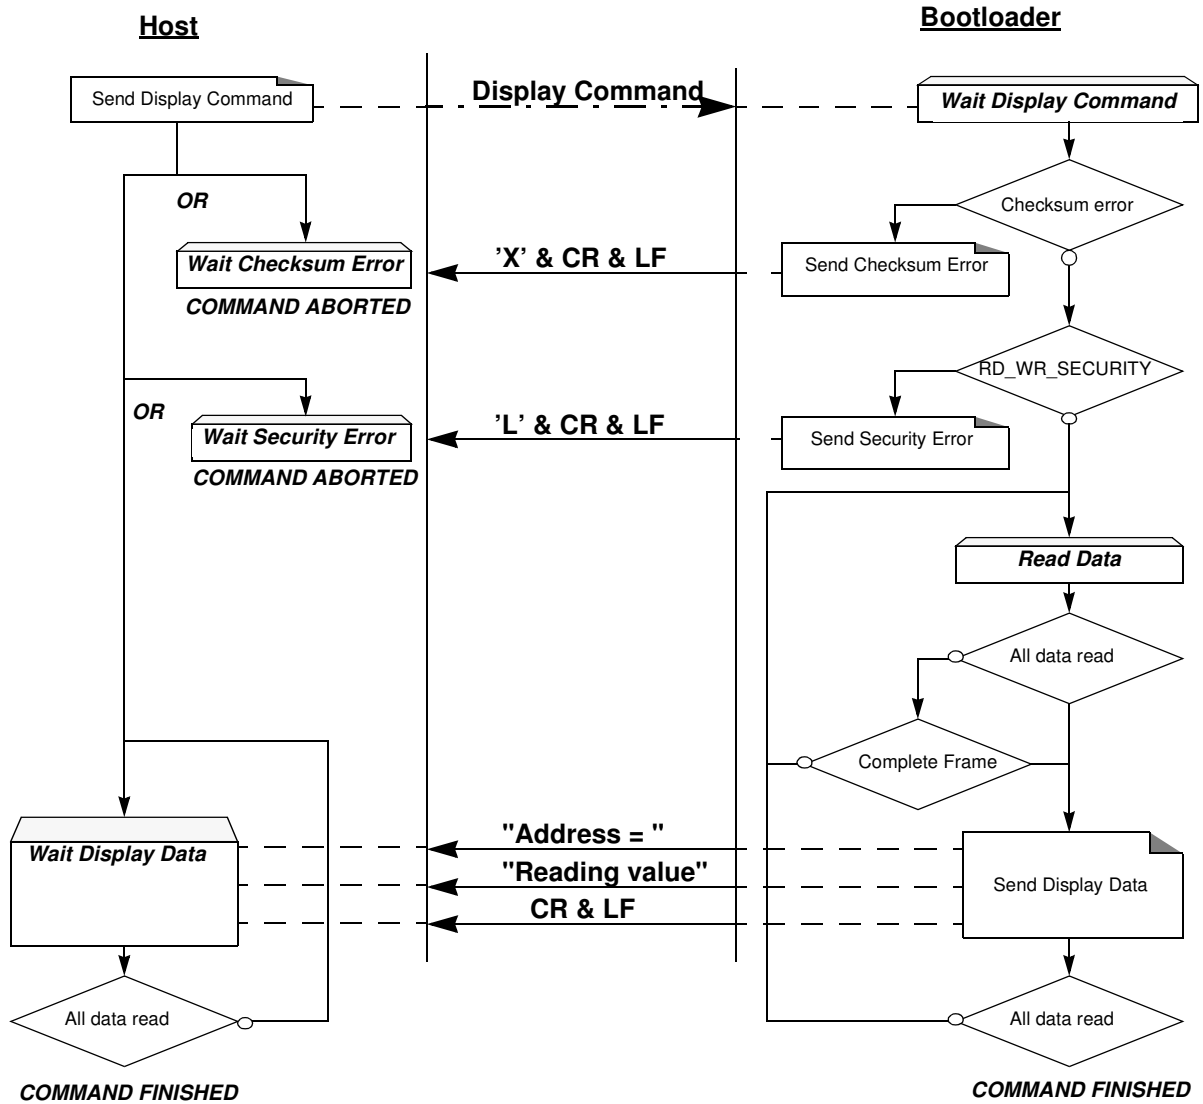 Host
Bootloader
Send Display Command
Display Command
Wait Display Command
OR
Checksum error
Wait Checksum Error
’X’ & CR & LF
Send Checksum Error
COMMAND ABORTED
RD_WR_SECURITY
OR
Wait Security Error
’L’ & CR & LF
Send Security Error
COMMAND ABORTED
Read Data
All data read
Complete Frame
"Address = "
Wait Display Data
"Reading value"
Send Display Data
CR & LF
All data read
All data read
COMMAND FINISHED
COMMAND FINISHED